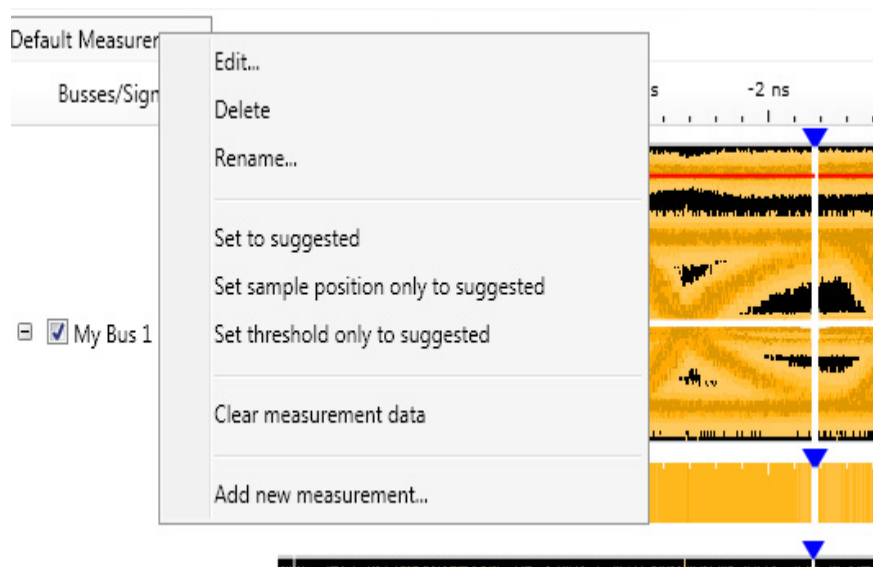 Default Measurer
Edit...
Busses/Sign
s
-2 ns
Delete
Rename...
Set to suggested
Set sample position only to suggested
My Bus 1
Set threshold only to suggested
Clear measurement data
Add new measurement...